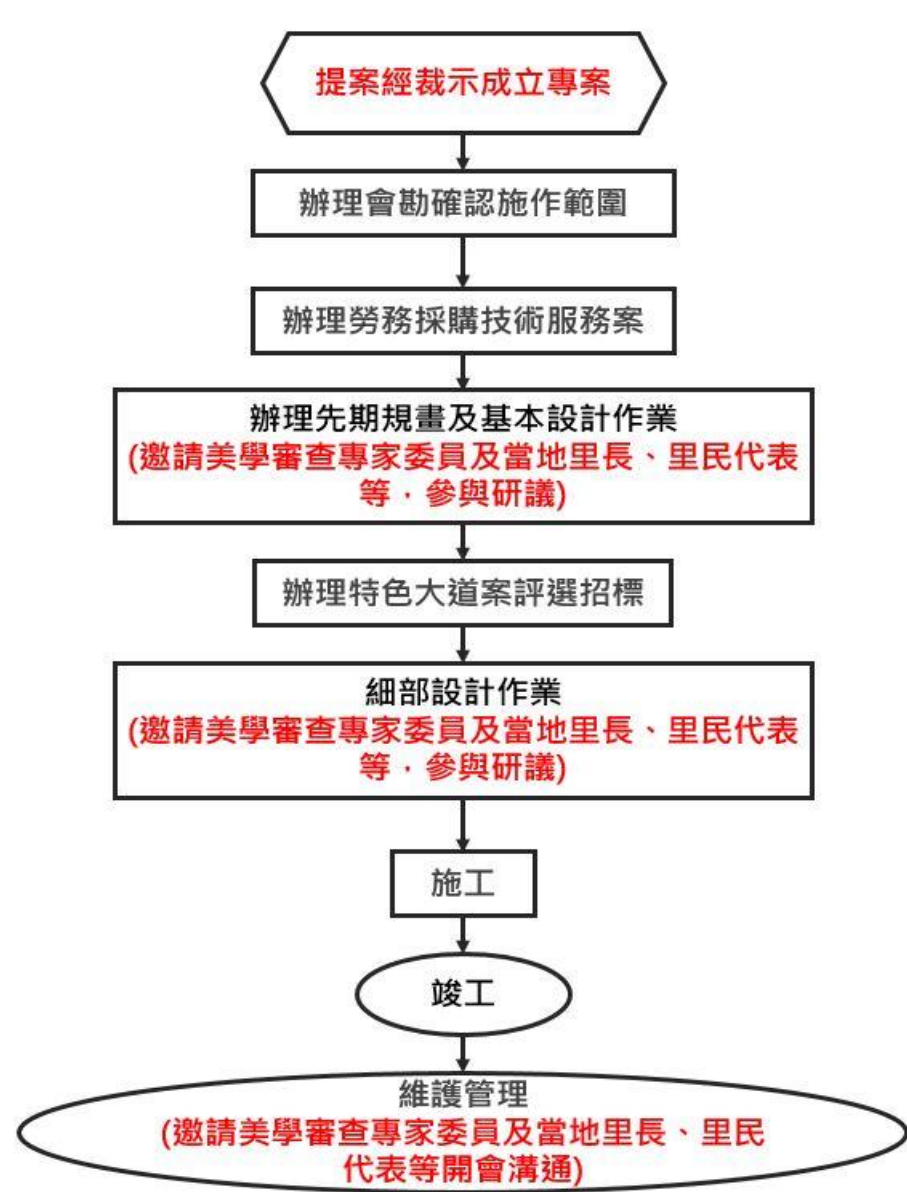 提案經裁示成立專案
辦理會勘確認施作範圍
辦理勞務採購技術服務案
辦理先期規畫及基本設計作業
(邀請美學審查專家委員及當地里長、里民代表
等，參與研議)
辦理特色大道案評選招標
細部設計作業
(邀請美學審查專家委員及當地里長、里民代表
等，參與研議)
施工
竣工
維護管理
(邀請美學審查專家委員及當地里長、里民
代表等開會溝通)